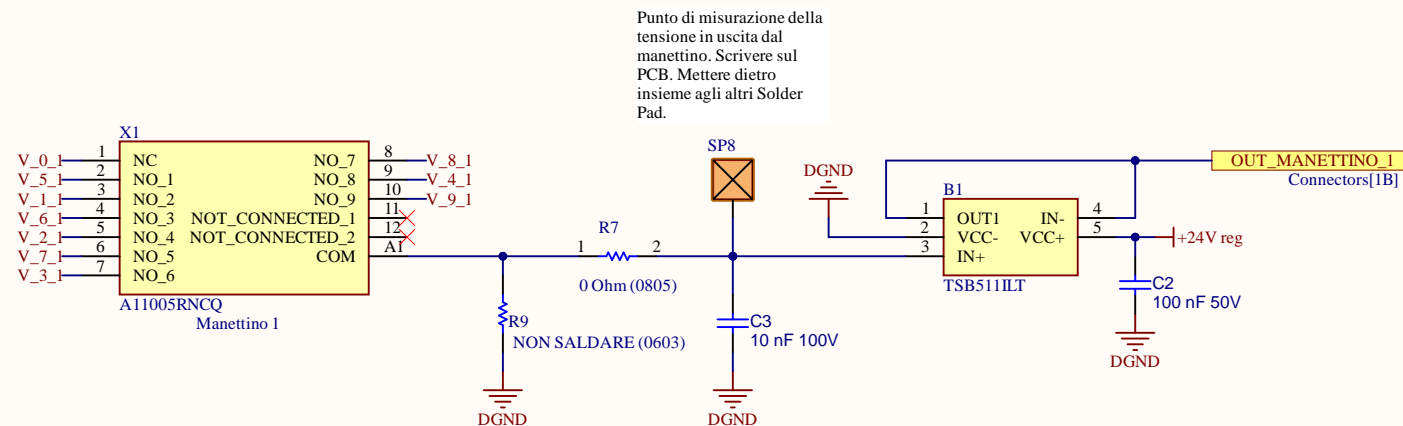 Punto di misurazione della
tensione in uscita dal
manettino. Scrivere sul
PCB. Mettere dietro
insieme agli altri Solder
Pad.
X1
V_0_1 1 NC NO_7 8 V_8_1
V_5_1 2 NO_1 NO_8 9 V_4_1
V_1_1 3 NO_2 NO_9 10 V_9_1
V_6_1 4 NO_3 NOT_CONNECTED_1 11
V_2_1 5 NO_4 NOT_CONNECTED_2 12
V_7_1 6 NO_5 COM A1
V_3_1 7 NO_6
A11005RNCQ
Manettino 1
R9
NON SALDARE (0603)
DGND
R7
1 2
0 Ohm (0805)
SP8
C3
10 nF 100V
DGND
DGND
B1
1 OUT1 IN- 4
2 VCC- VCC+ 5
3 IN+
TSB511ILT
OUT_MANETTINO_1
Connectors[1B]
+24V reg
C2
100 nF 50V
DGND